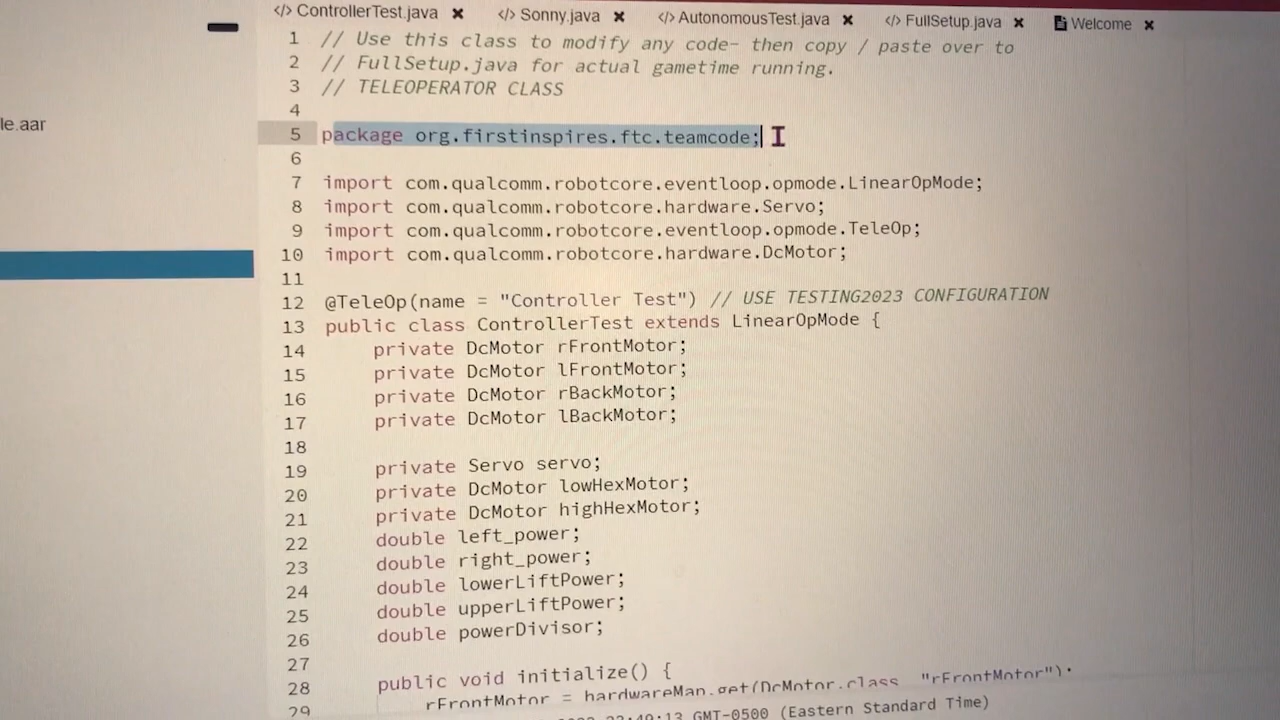 ControllerTest.java Sonny.java AutonomousTest.java FullSetup.java Welcome
le.aar
1 // Use this class to modify any code- then copy / paste over to
2 // FullSetup.java for actual gametime running.
3 // TELEOPERATOR CLASS
4
5 package org.firstinspires.ftc.teamcode;
6
7 import com.qualcomm.robotcore.eventloop.opmode.LinearOpMode;
8 import com.qualcomm.robotcore.hardware.Servo;
9 import com.qualcomm.robotcore.eventloop.opmode.TeleOp;
10 import com.qualcomm.robotcore.hardware.DcMotor;
11
12 @TeleOp(name = "Controller Test") // USE TESTING2023 CONFIGURATION
13 public class ControllerTest extends LinearOpMode {
14 private DcMotor rFrontMotor;
15 private DcMotor lFrontMotor;
16 private DcMotor rBackMotor;
17 private DcMotor lBackMotor;
18
19 private Servo servo;
20 private DcMotor lowHexMotor;
21 private DcMotor highHexMotor;
22 double left_power;
23 double right_power;
24 double lowerLiftPower;
25 double upperLiftPower;
26 double powerDivisor;
27
28 public void initialize() {
29 rFrontMotor = hardwareMap.get(DcMotor.class, "rFrontMotor");
GMT-0500 (Eastern Standard Time)